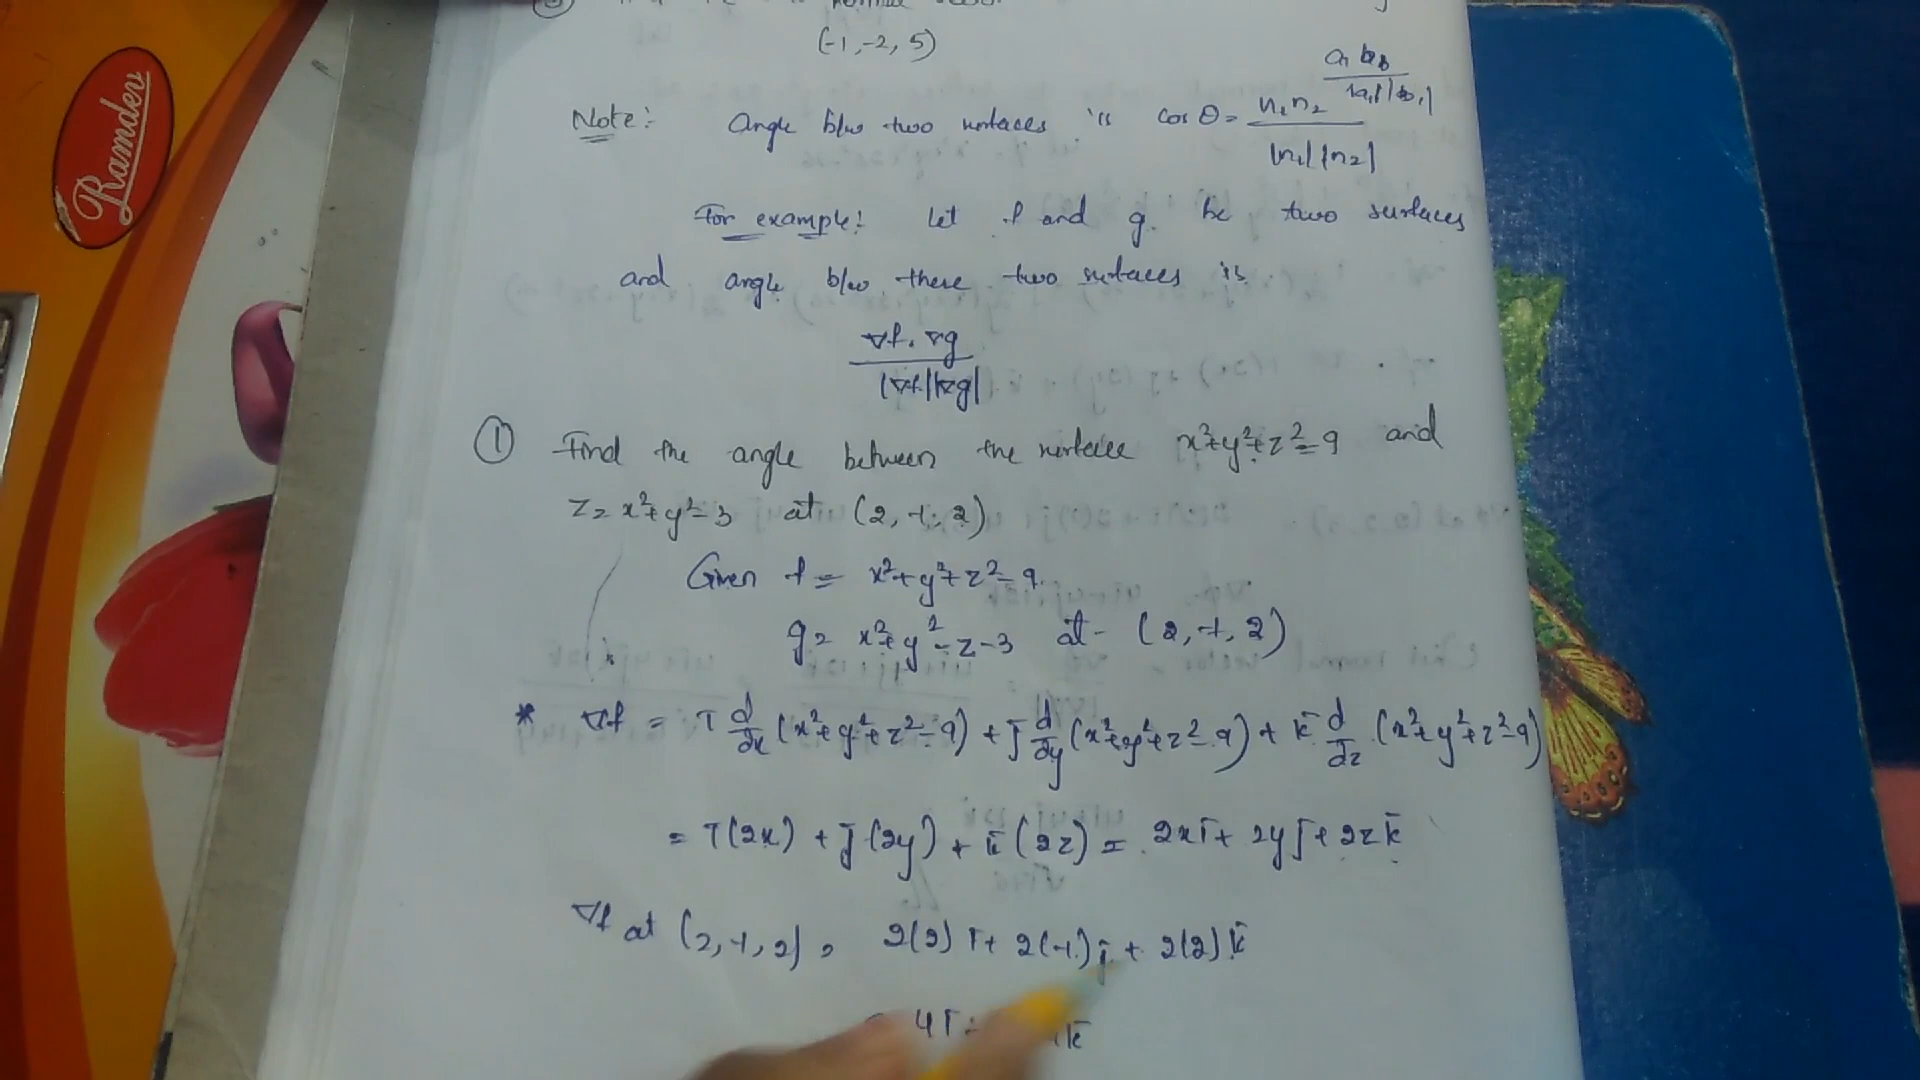 Ramdev
normal
(-1, -2, 5)
Note: Angle b/w two surfaces is cos θ = n₁ n₂ / |n₁| |n₂|
For example: Let f and g be two surfaces
and angle b/w these two surfaces is
∇f . ∇g / |∇f| |∇g|
① Find the angle between the surface x²+y²+z²=9 and
z = x²+y²-3 at (2, -1, 2)
Given f = x²+y²+z²-9.
g = x²+y²-z-3 at (2, -1, 2)
* ∇f = ī d/dx (x²+y²+z²-9) + j̄ d/dy (x²+y²+z²-9) + k̄ d/dz (x²+y²+z²-9)
= ī(2x) + j̄(2y) + k̄(2z) = 2xī + 2yj̄ + 2zk̄
∇f at (2, -1, 2) = 2(2)ī + 2(-1)j̄ + 2(2)k̄
4ī - k̄